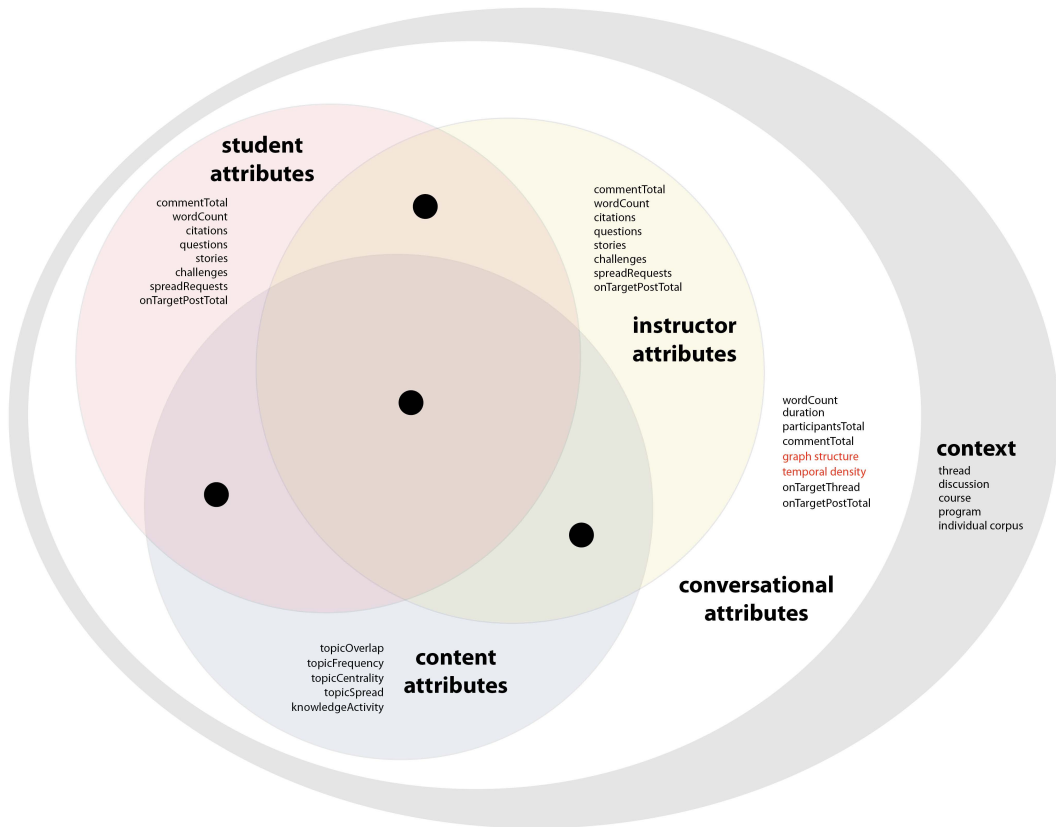 student
attributes
commentTotal
wordCount
citations
questions
stories
challenges
spreadRequests
onTargetPostTotal
commentTotal
wordCount
citations
questions
stories
challenges
spreadRequests
onTargetPostTotal
instructor
attributes
wordCount
duration
participantsTotal
commentTotal
graph structure
temporal density
onTargetThread
onTargetPostTotal
conversational
attributes
context
thread
discussion
course
program
individual corpus
topicOverlap
topicFrequency
topicCentrality
topicSpread
knowledgeActivity
content
attributes